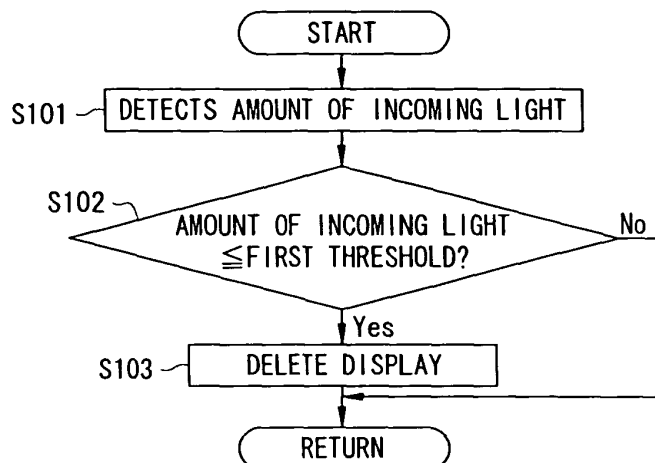 START
S101
DETECTS AMOUNT OF INCOMING LIGHT
S102
AMOUNT OF INCOMING LIGHT
≦FIRST THRESHOLD?
No
Yes
S103
DELETE DISPLAY
RETURN